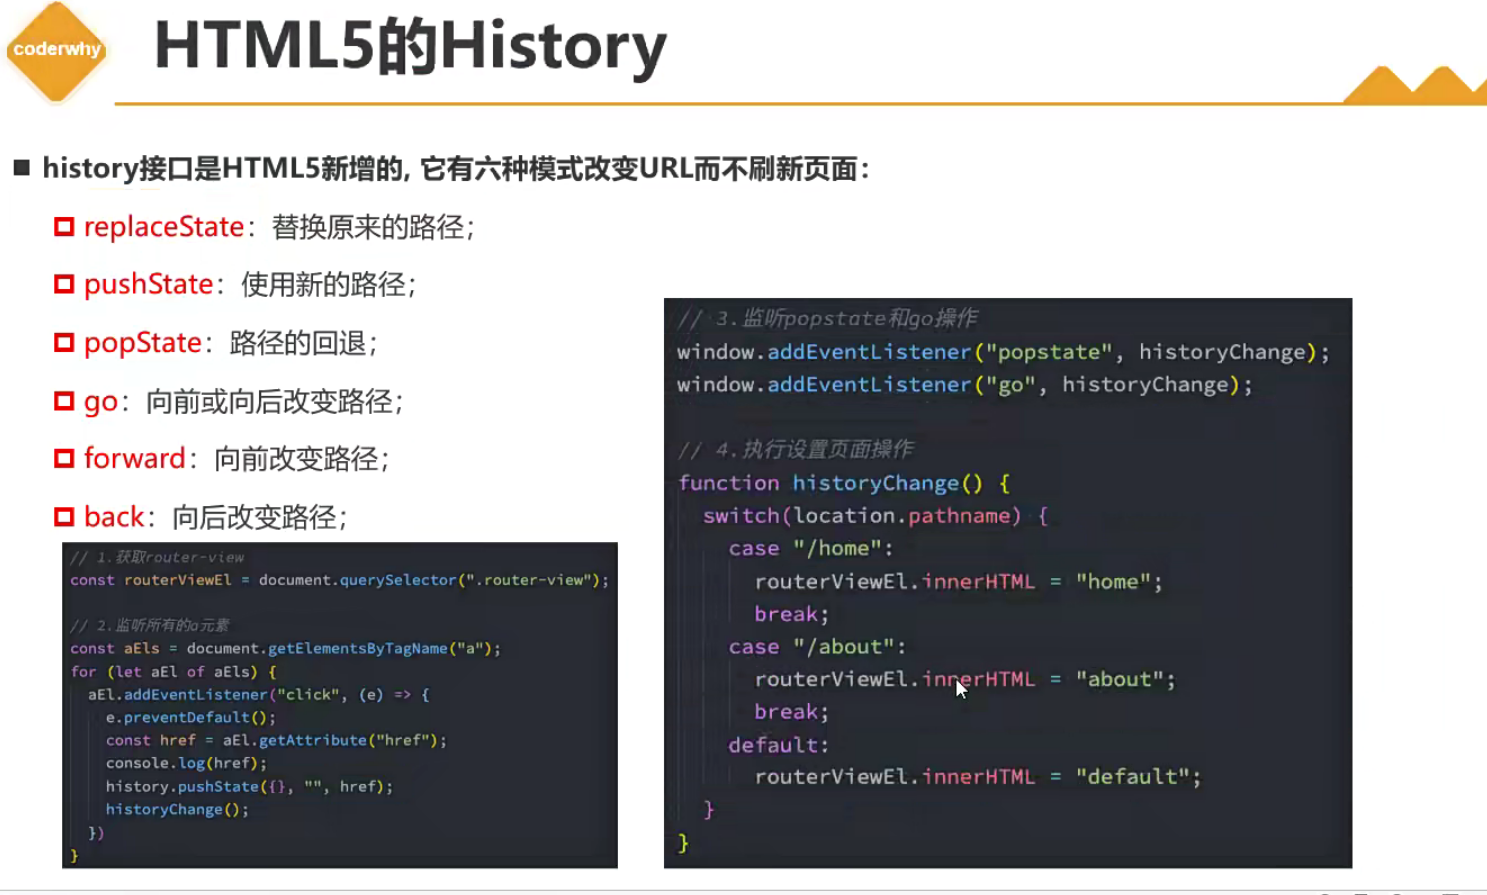 coderwhy
HTML5的History
history接口是HTML5新增的, 它有六种模式改变URL而不刷新页面：
replaceState：替换原来的路径；
pushState：使用新的路径；
popState：路径的回退；
go：向前或向后改变路径；
forward：向前改变路径；
back：向后改变路径；
// 1.获取router-view
const routerViewEl = document.querySelector(".router-view");
// 2.监听所有的a元素
const aEls = document.getElementsByTagName("a");
for (let aEl of aEls) {
aEl.addEventListener("click", (e) => {
e.preventDefault();
const href = aEl.getAttribute("href");
console.log(href);
history.pushState({}, "", href);
historyChange();
})
}
// 3.监听popstate和go操作
window.addEventListener("popstate", historyChange);
window.addEventListener("go", historyChange);
// 4.执行设置页面操作
function historyChange() {
switch(location.pathname) {
case "/home":
routerViewEl.innerHTML = "home";
break;
case "/about":
routerViewEl.innerHTML = "about";
break;
default:
routerViewEl.innerHTML = "default";
}
}